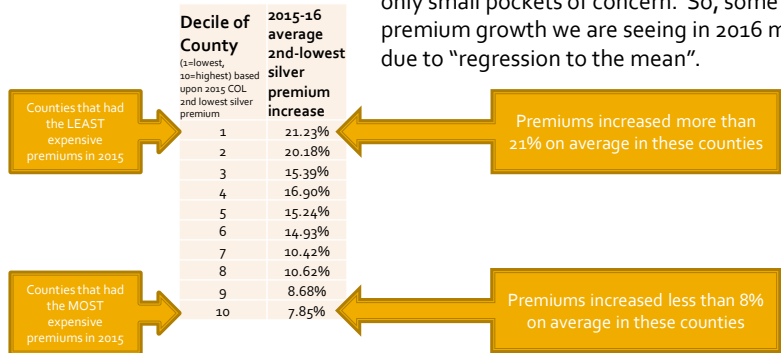 only small pockets of concern. So, some
premium growth we are seeing in 2016 m
due to “regression to the mean”.
Decile of
County
(1=lowest,
10=highest) based
upon 2015 COL
2nd lowest silver
premium
2015-16
average
2nd-lowest
silver
premium
increase
1 21.23%
2 20.18%
3 15.39%
4 16.90%
5 15.24%
6 14.93%
7 10.42%
8 10.62%
9 8.68%
10 7.85%
Counties that had
the LEAST
expensive
premiums in 2015
Premiums increased more than
21% on average in these counties
Counties that had
the MOST
expensive
premiums in 2015
Premiums increased less than 8%
on average in these counties